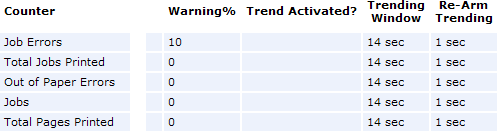 Counter Warning% Trend Activated? Trending Window Re-Arm Trending
Job Errors 10 14 sec 1 sec
Total Jobs Printed 0 14 sec 1 sec
Out of Paper Errors 0 14 sec 1 sec
Jobs 0 14 sec 1 sec
Total Pages Printed 0 14 sec 1 sec